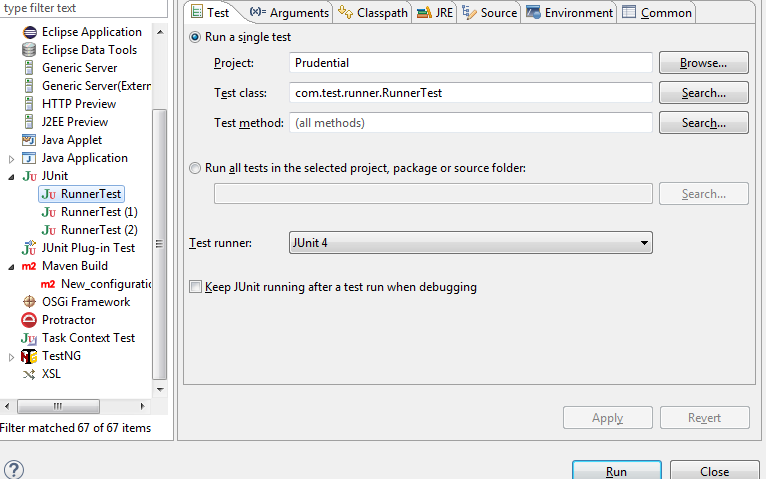 type filter text
Eclipse Application
Eclipse Data Tools
Generic Server
Generic Server(Extern
HTTP Preview
J2EE Preview
Java Applet
Java Application
JUnit
RunnerTest
RunnerTest (1)
RunnerTest (2)
JUnit Plug-in Test
Maven Build
New_configuratio
OSGi Framework
Protractor
Task Context Test
TestNG
XSL
Filter matched 67 of 67 items
Test (x)= Arguments Classpath JRE Source Environment Common
Run a single test
Project: Prudential Browse...
Test class: com.test.runner.RunnerTest Search...
Test method: (all methods) Search...
Run all tests in the selected project, package or source folder:
Search...
Test runner: JUnit 4
Keep JUnit running after a test run when debugging
Apply Revert
Run Close